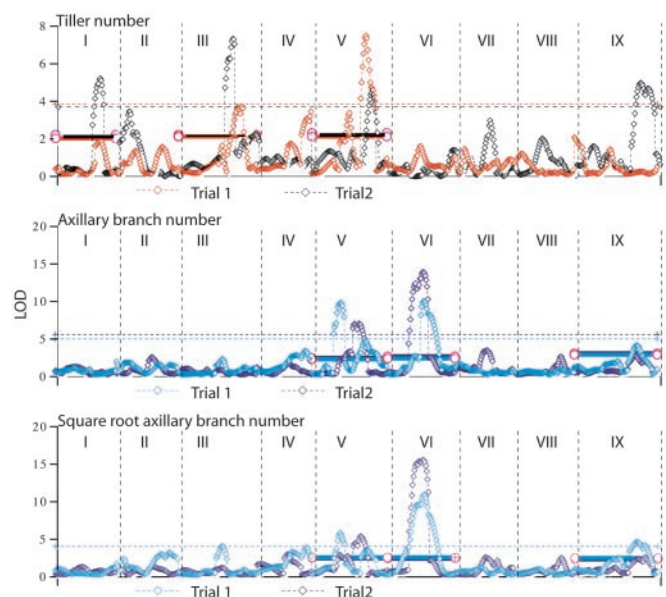 Tiller number
8
I II III IV V VI VII VIII IX
6
4
2
0
Trial 1 Trial2
Axillary branch number
20
I II III IV V VI VII VIII IX
15
10
5
0
LOD
Trial 1 Trial2
Square root axillary branch number
20
I II III IV V VI VII VIII IX
15
10
5
0
Trial 1 Trial2